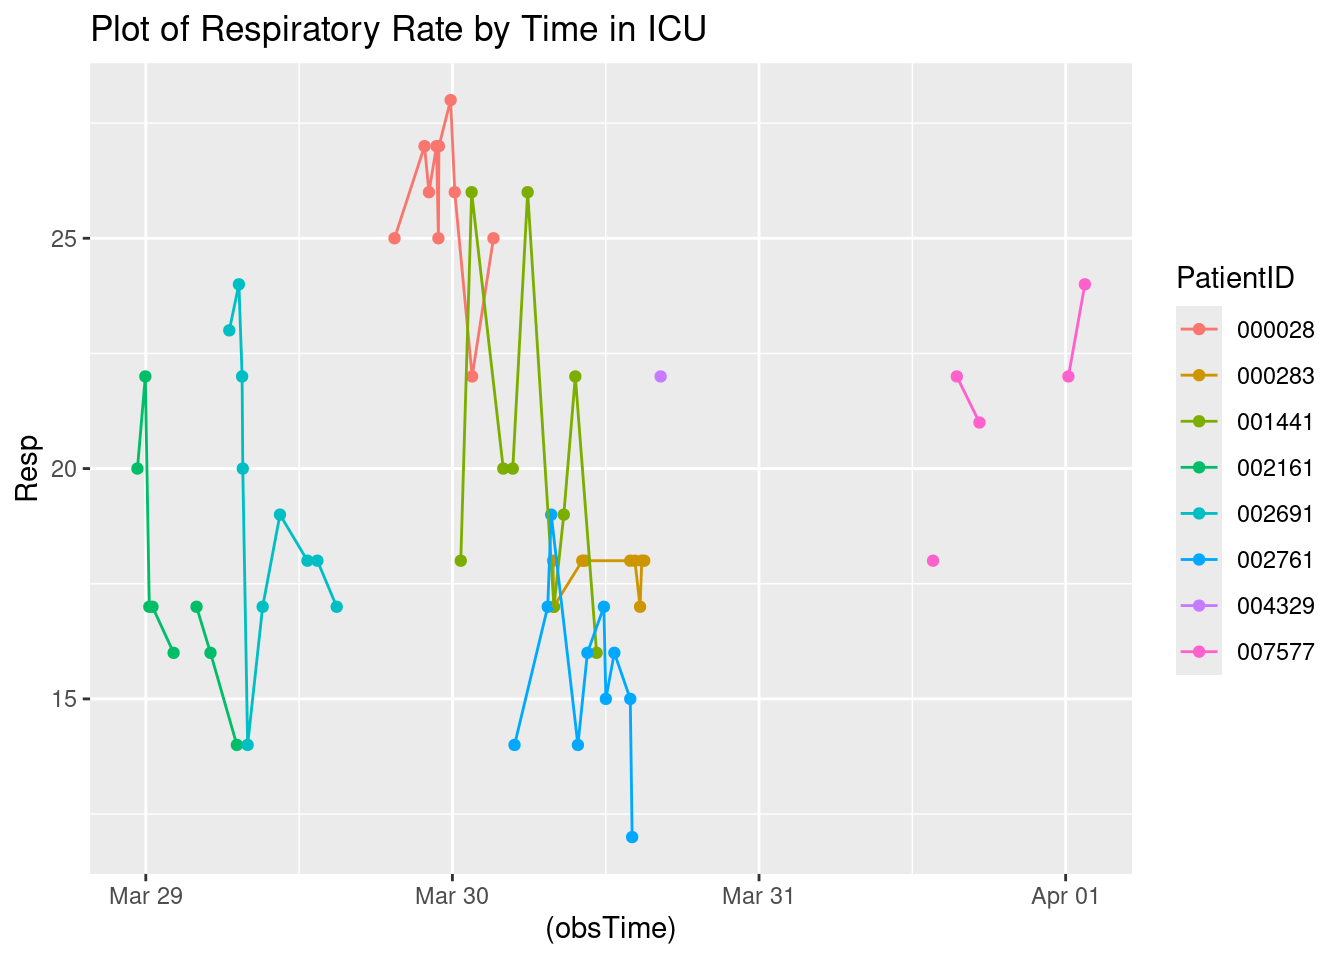 Plot of Respiratory Rate by Time in ICU
25
20
15
Resp
Mar 29
Mar 30
Mar 31
Apr 01
(obsTime)
PatientID
000028
000283
001441
002161
002691
002761
004329
007577